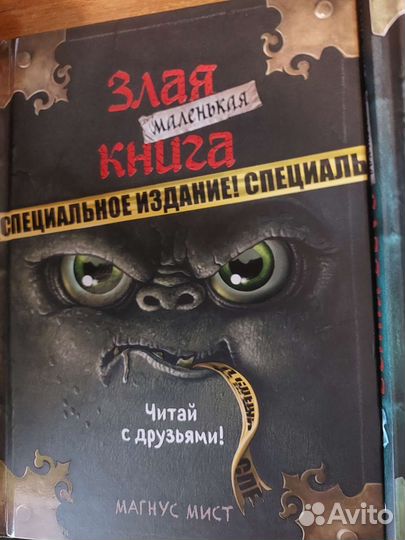 ЗЛАЯ
маленькая
КНИГА
СПЕЦИАЛЬНОЕ ИЗДАНИЕ! СПЕЦИАЛЬ
Читай
с друзьями!
МАГНУС МИСТ
Avito